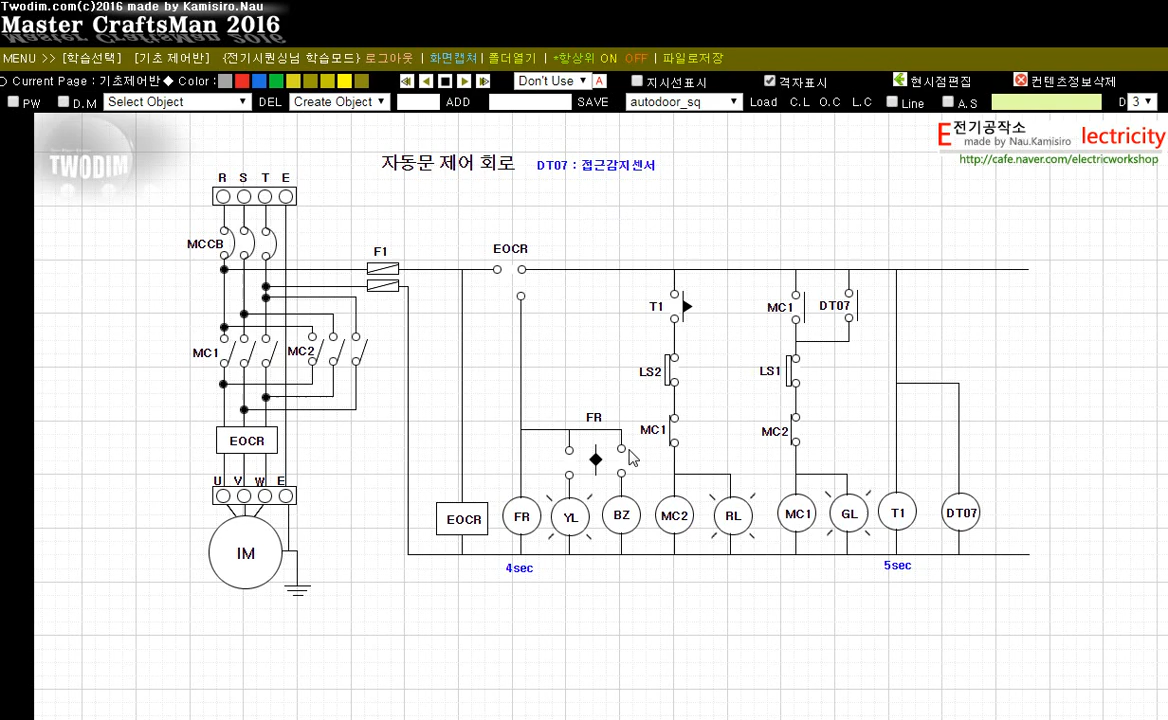 Twodim.com(c)2016 made by Kamisiro.Nau
Master CraftsMan 2016
MENU >> [학습선택] [기초 제어반] {전기시퀀싱님 학습모드} 로그아웃 | 화면캡쳐 | 폴더열기 | *항상위 ON OFF | 파일로저장
Current Page : 기초제어반◆ Color : Don't Use A 지시선표시 격자표시 현시점편집 컨텐츠정보삭제
PW D.M Select Object DEL Create Object ADD SAVE autodoor_sq Load C.L O.C L.C Line A.S D 3
TWODIM
E전기공작소
made by Nau.Kamisiro lectricity
http://cafe.naver.com/electricworkshop
자동문 제어 회로 DT07 : 접근감지센서
R S T E
MCCB
F1
EOCR
T1
MC1 DT07
MC1 MC2
LS2 LS1
FR
MC1 MC2
EOCR
U V W E
EOCR FR YL BZ MC2 RL MC1 GL T1 DT07
IM
4sec 5sec